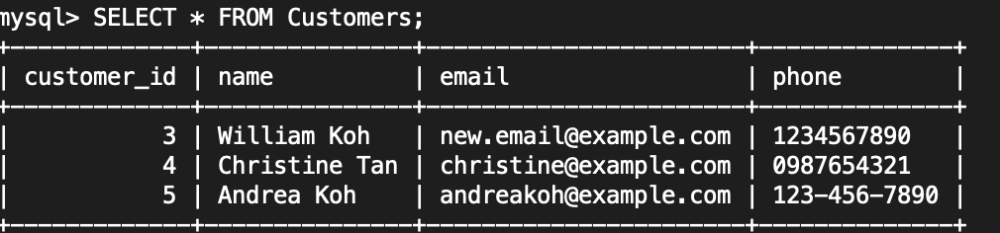 mysql> SELECT * FROM Customers;
+-------------+---------------+-----------------------+--------------+
| customer_id | name          | email                 | phone        |
+-------------+---------------+-----------------------+--------------+
|           3 | William Koh   | new.email@example.com | 1234567890   |
|           4 | Christine Tan | christine@example.com | 0987654321   |
|           5 | Andrea Koh    | andreakoh@example.com | 123-456-7890 |
+-------------+---------------+-----------------------+--------------+